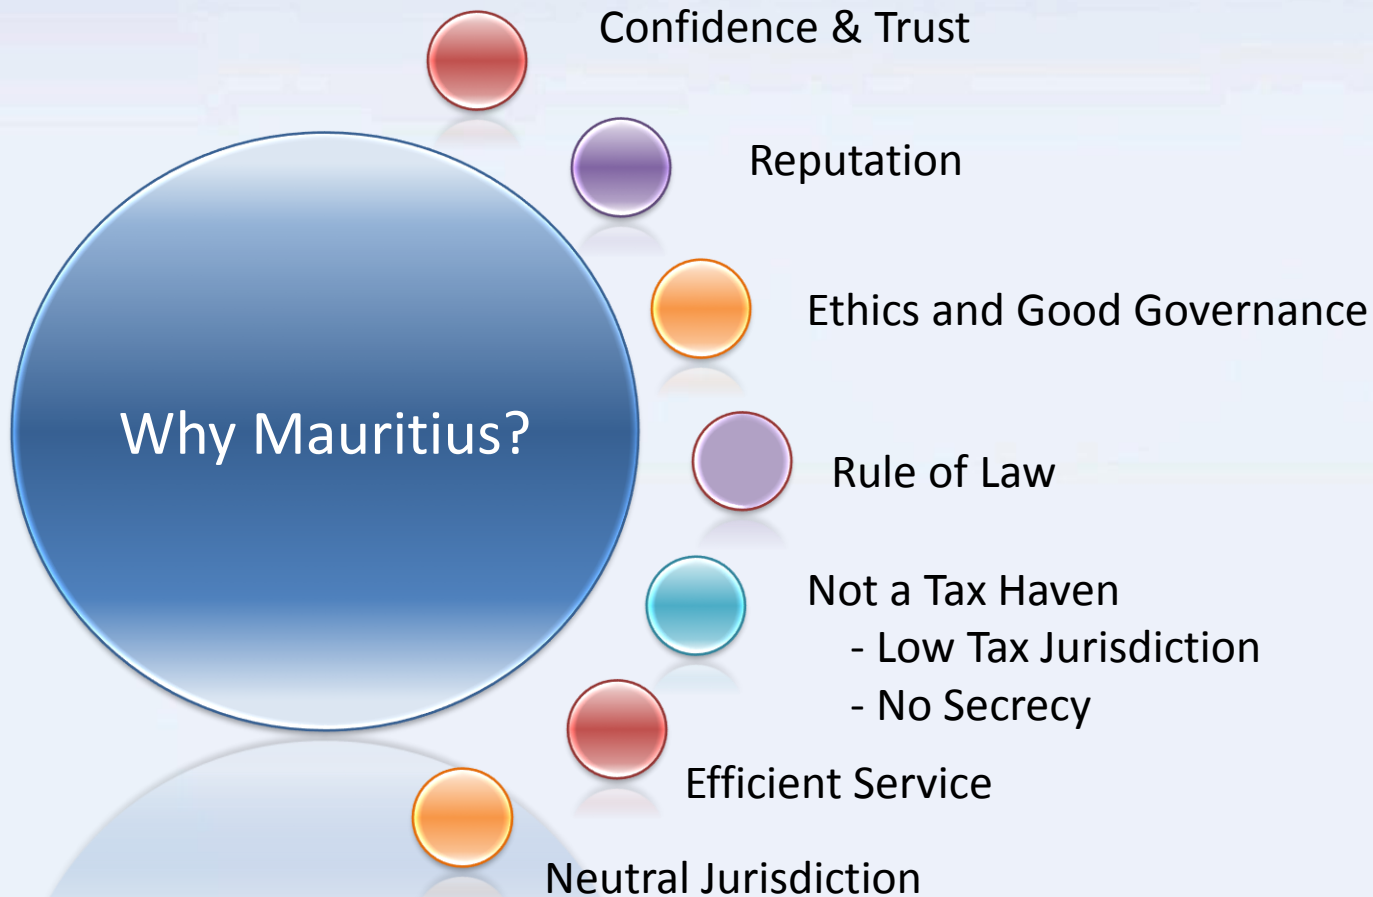 Confidence & Trust
Reputation
Ethics and Good Governance
Why Mauritius?
Rule of Law
Not a Tax Haven
- Low Tax Jurisdiction
- No Secrecy
Efficient Service
Neutral Jurisdiction